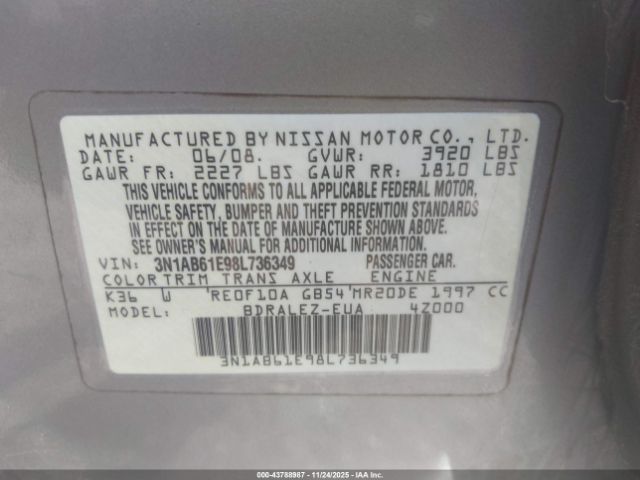 MANUFACTURED BY NISSAN MOTOR CO., LTD.
DATE: 06/08. GVWR: 3920 LBS
GAWR FR: 2227 LBS GAWR RR: 1810 LBS
THIS VEHICLE CONFORMS TO ALL APPLICABLE FEDERAL MOTOR,
VEHICLE SAFETY, BUMPER AND THEFT PREVENTION STANDARDS
IN EFFECT ON THE DATE OF MANUFACTURE SHOWN ABOVE.
SEE OWNER'S MANUAL FOR ADDITIONAL INFORMATION.
VIN: 3N1AB61E98L736349 PASSENGER CAR.
COLOR TRIM TRANS AXLE ENGINE
K36 W 'RE0F10A GB54'MR20DE 1997 CC
MODEL: BDRALEZ-EUA 4Z000
3N1AB61E98L736349
000-43788987 - 11/24/2025 - IAAI.COM